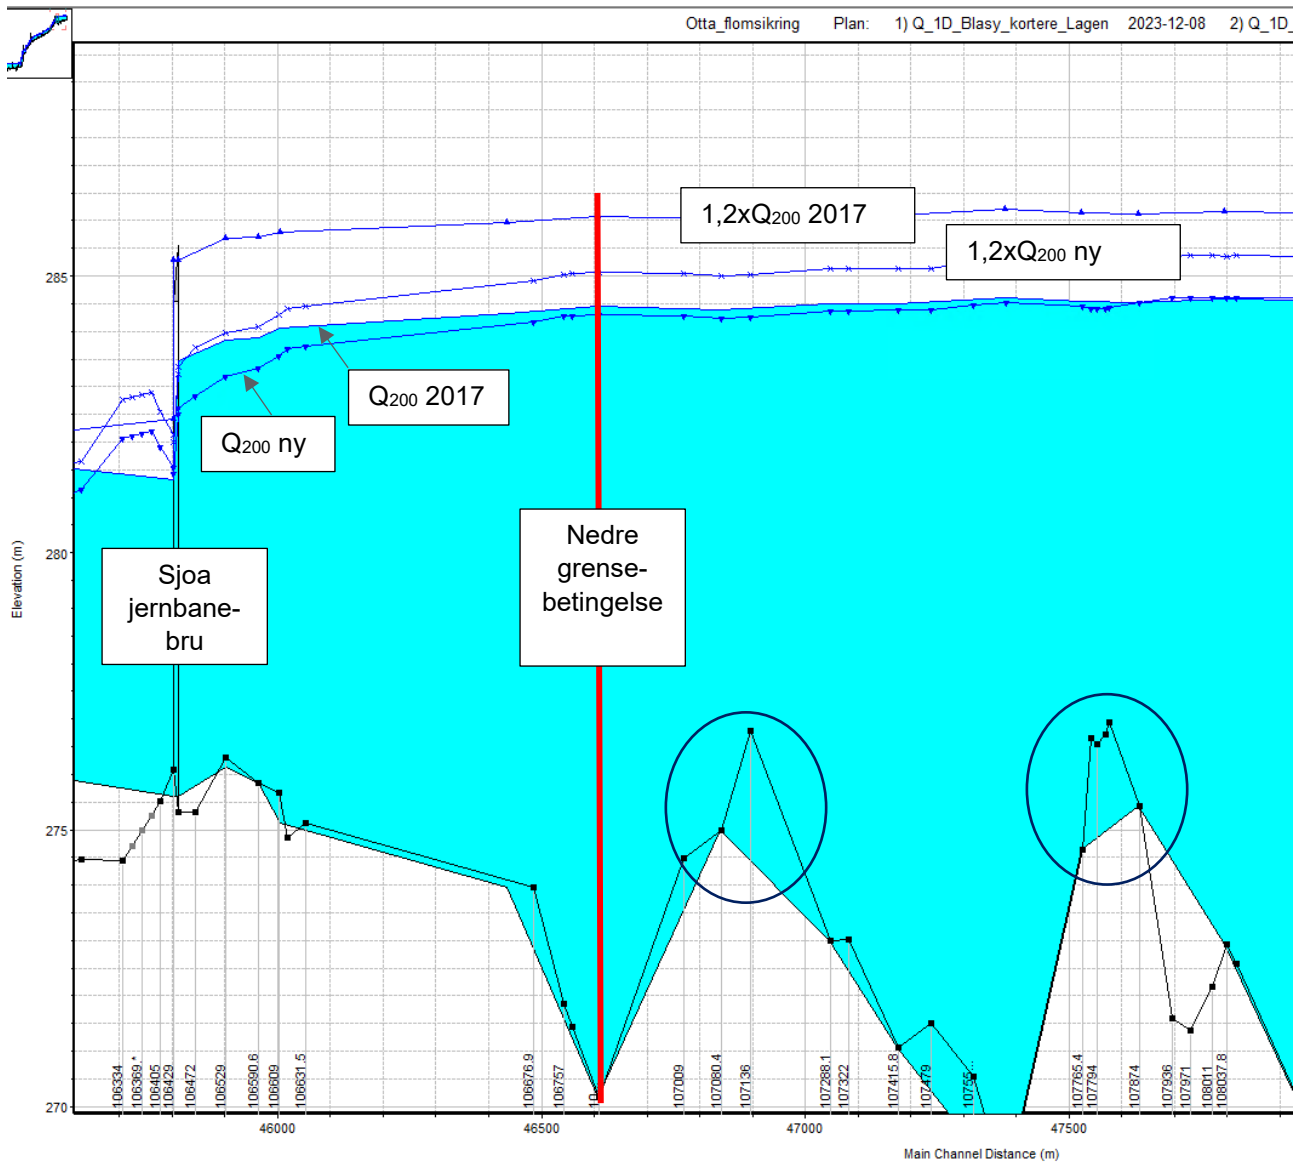 Otta_flomsikring Plan: 1) Q_1D_Blasy_kortere_Lagen 2023-12-08 2) Q_1D_
1,2xQ200 2017
1,2xQ200 ny
285
Q200 2017
Q200 ny
Nedre
grense-
betingelse
280
Sjoa
jernbane-
bru
Elevation (m)
275
270
106334
106369.*
106405
106429
106472
106529
106590.6
106609
106631.5
106676.9
106757
107009
107080.4
107136
107288.1
107322
107415.8
107479
107765.4
107794
107874
107936
107971
108011
108037.8
46000
46500
47000
47500
Main Channel Distance (m)